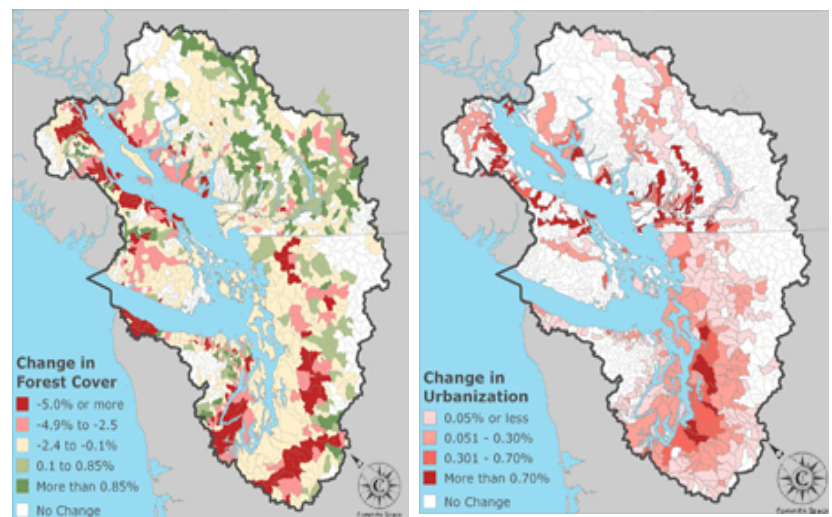 Change in
Forest Cover
-5.0% or more
-4.9% to -2.5
-2.4 to -0.1%
0.1 to 0.85%
More than 0.85%
No Change
C
Change in
Urbanization
0.05% or less
0.051 - 0.30%
0.301 - 0.70%
More than 0.70%
No Change
C